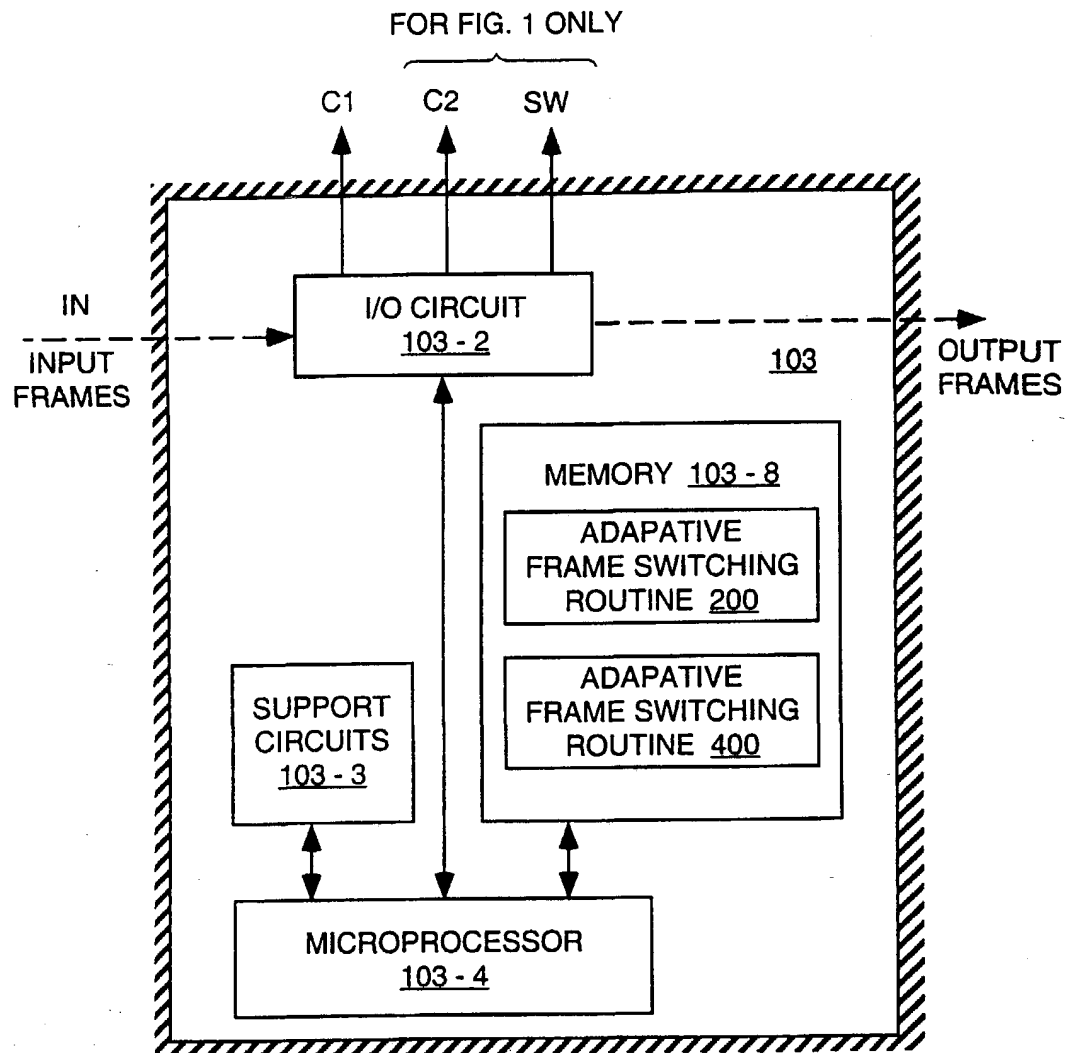 FOR FIG. 1 ONLY
C1
C2
SW
IN
INPUT
FRAMES
I/O CIRCUIT
103 - 2
103
OUTPUT
FRAMES
MEMORY 103 - 8
ADAPATIVE
FRAME SWITCHING
ROUTINE 200
ADAPATIVE
FRAME SWITCHING
ROUTINE 400
SUPPORT
CIRCUITS
103 - 3
MICROPROCESSOR
103 - 4